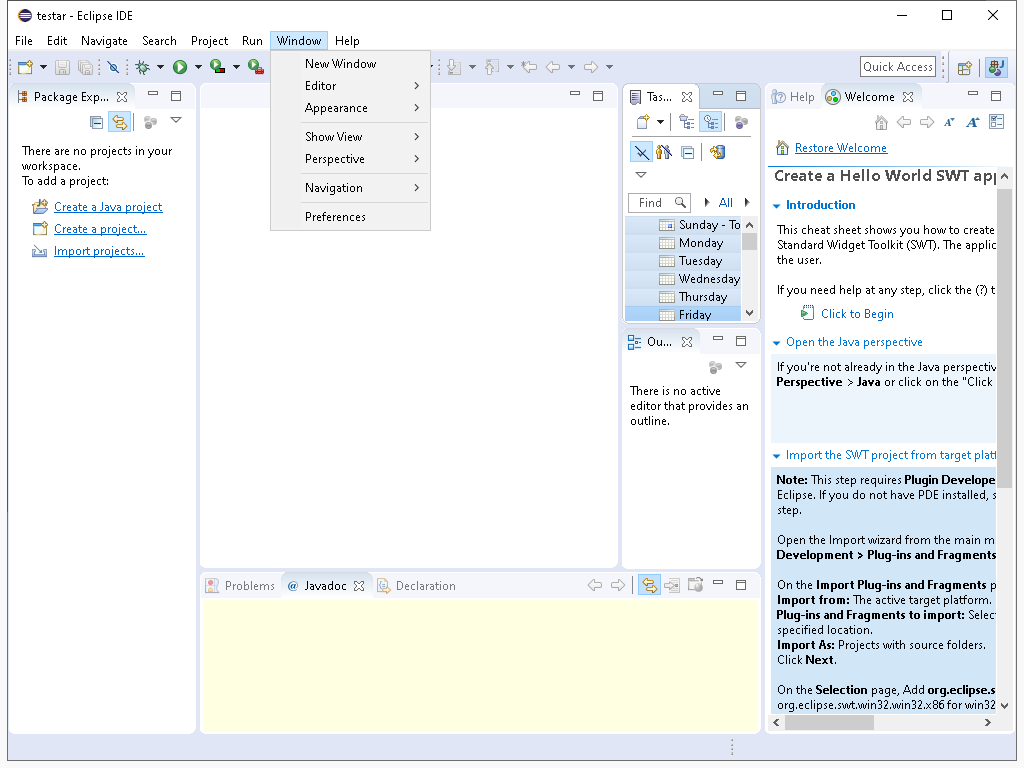 testar - Eclipse IDE
File Edit Navigate Search Project Run Window Help
Quick Access
New Window
Editor
Appearance
Show View
Perspective
Navigation
Preferences
Package Exp...
There are no projects in your
workspace.
To add a project:
Create a Java project
Create a project...
Import projects...
Tas...
Find
All
Sunday - To
Monday
Tuesday
Wednesday
Thursday
Friday
Ou...
There is no active
editor that provides an
outline.
Help Welcome
Restore Welcome
Create a Hello World SWT app
Introduction
This cheat sheet shows you how to create
Standard Widget Toolkit (SWT). The applic
the user.
If you need help at any step, click the (?) t
Click to Begin
Open the Java perspective
If you're not already in the Java perspectiv
Perspective > Java or click on the "Click
Import the SWT project from target platf
Note: This step requires Plugin Develope
Eclipse. If you do not have PDE installed, s
step.
Open the Import wizard from the main m
Development > Plug-ins and Fragments
On the Import Plug-ins and Fragments p
Import from: The active target platform.
Plug-ins and Fragments to import: Selec
specified location.
Import As: Projects with source folders.
Click Next.
On the Selection page, Add org.eclipse.s
org.eclipse.swt.win32.win32.x86 for win32
Problems @ Javadoc Declaration